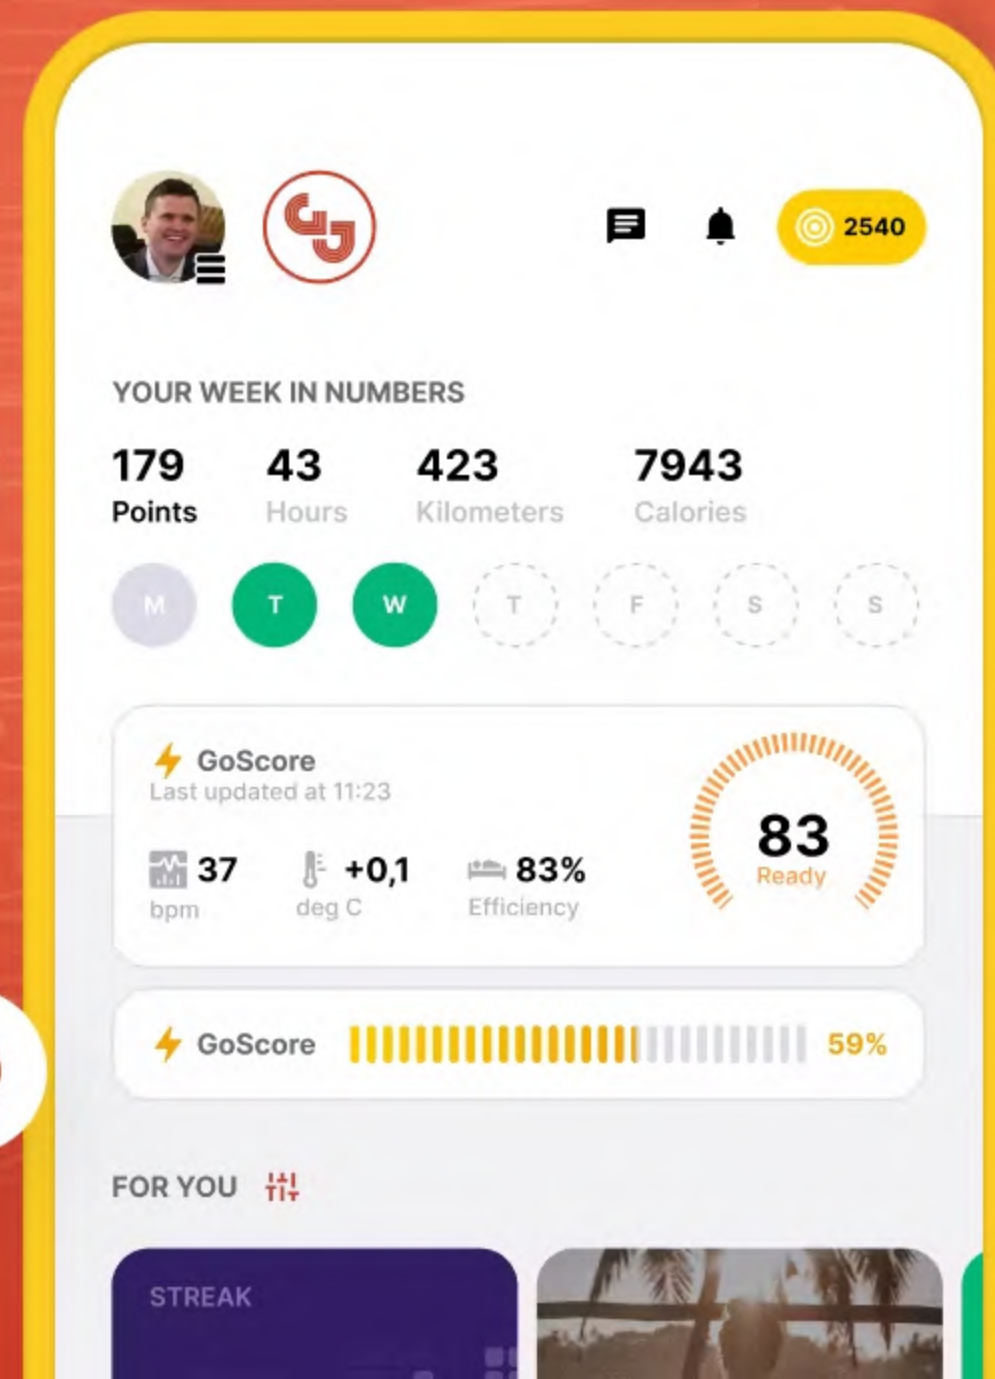 2540
YOUR WEEK IN NUMBERS
179 43 423 7943
Points Hours Kilometers Calories
M T W T F S S
GoScore
Last updated at 11:23
83
Ready
37 +0,1 83%
bpm deg C Efficiency
GoScore 59%
FOR YOU
STREAK